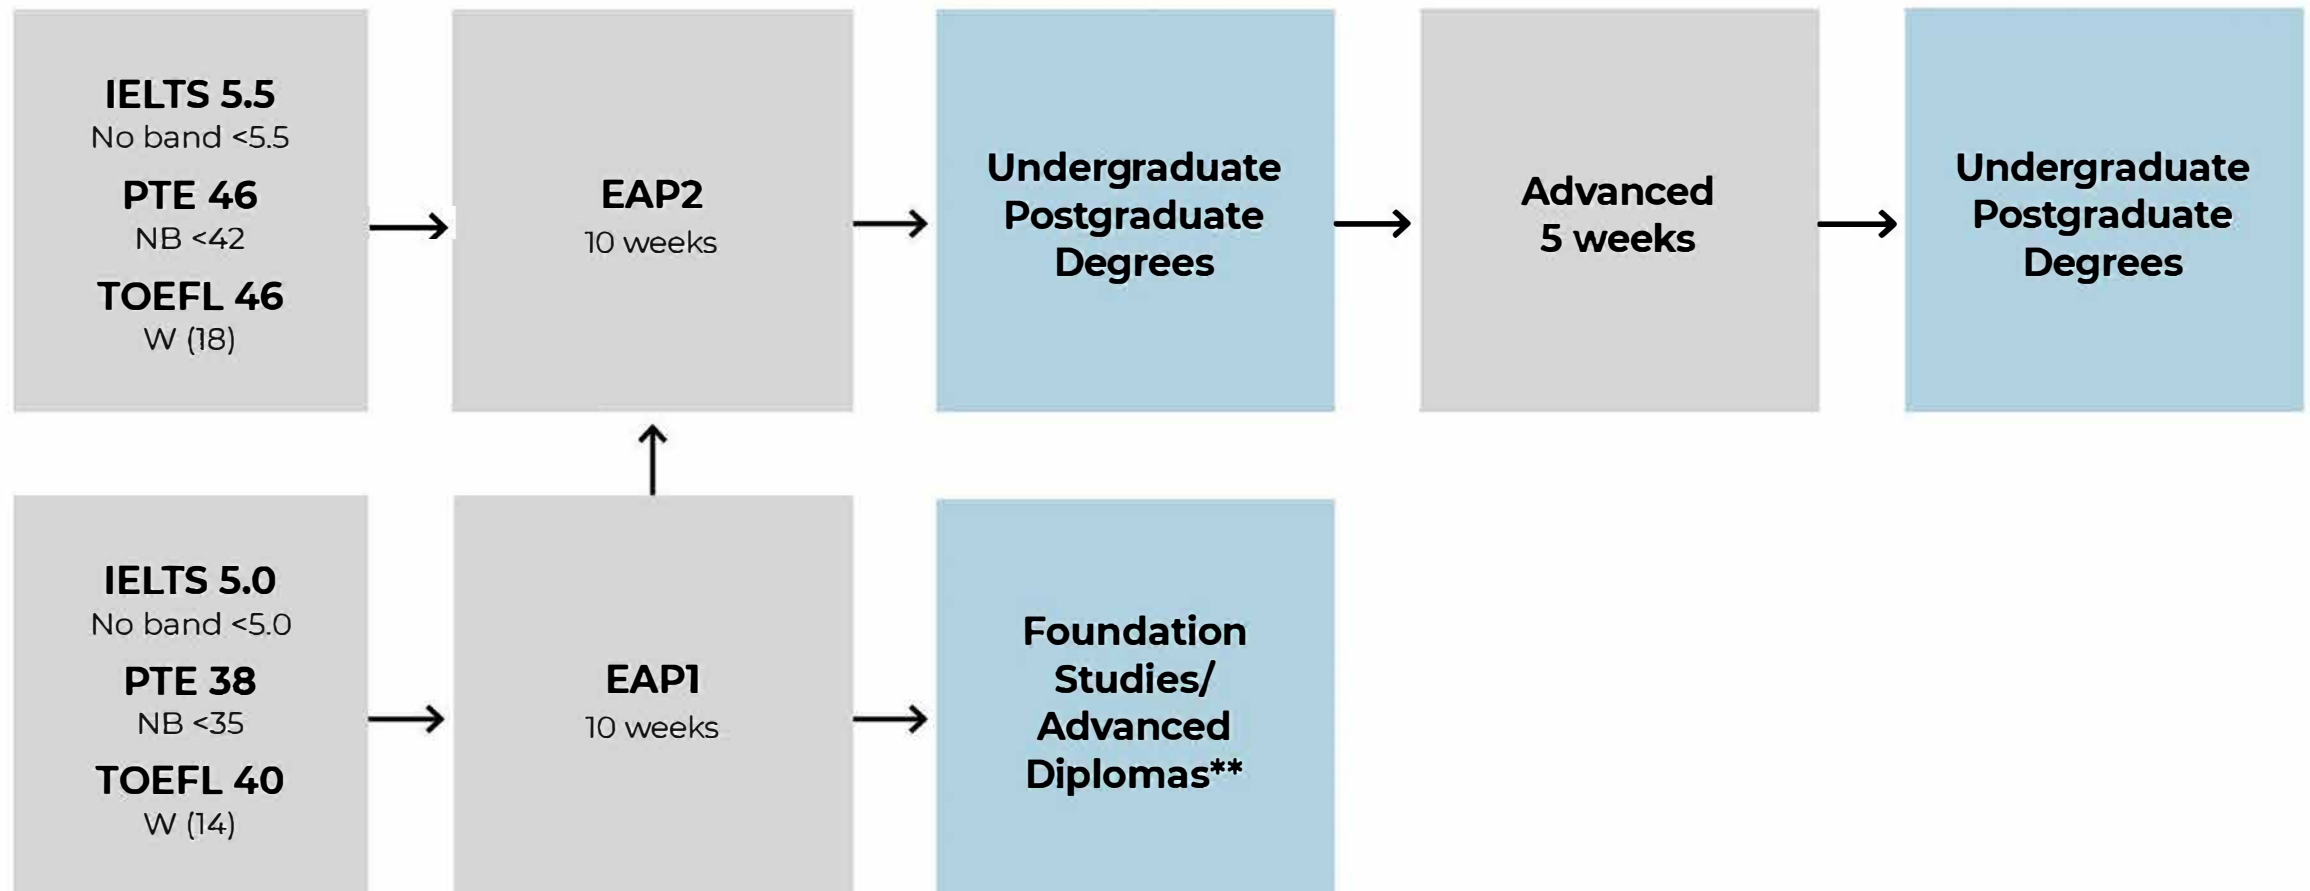 IELTS 5.5
No band <5.5
PTE 46
NB <42
TOEFL 46
W (18)
EAP2
10 weeks
Undergraduate
Postgraduate
Degrees
Advanced
5 weeks
Undergraduate
Postgraduate
Degrees
IELTS 5.0
No band <5.0
PTE 38
NB <35
TOEFL 40
W (14)
EAP1
10 weeks
Foundation
Studies/
Advanced
Diplomas**